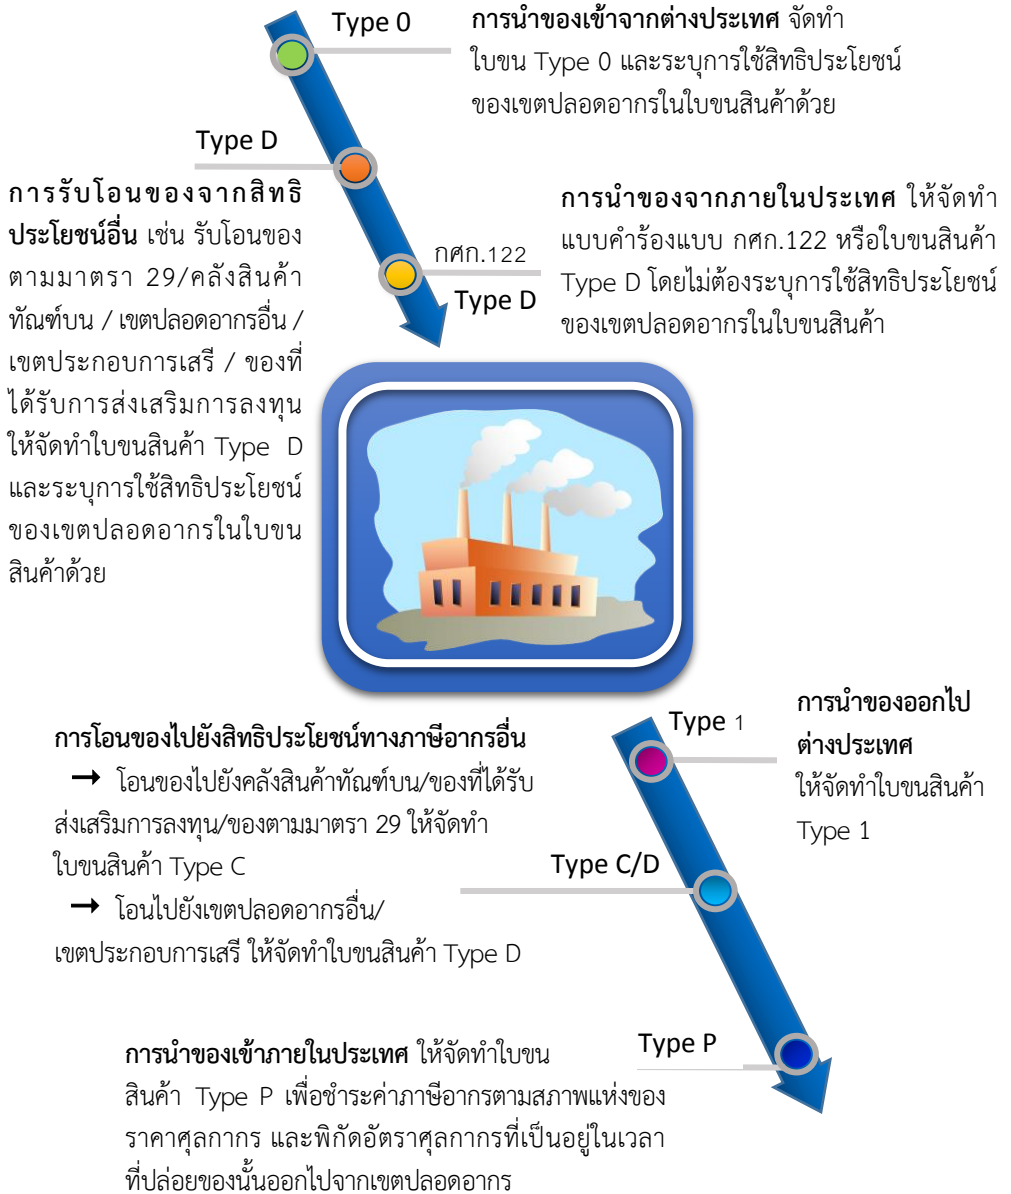 Type 0
การนำของเข้าจากต่างประเทศ จัดทำ
ใบขน Type 0 และระบุการใช้สิทธิประโยชน์
ของเขตปลอดอากรในใบขนสินค้าด้วย
Type D
การรับโอนของจากสิทธิ
ประโยชน์อื่น เช่น รับโอนของ
ตามมาตรา 29/คลังสินค้า
ทัณฑ์บน / เขตปลอดอากรอื่น /
เขตประกอบการเสรี / ของที่
ได้รับการส่งเสริมการลงทุน
ให้จัดทำใบขนสินค้า Type D
และระบุการใช้สิทธิประโยชน์
ของเขตปลอดอากรในใบขน
สินค้าด้วย
กศก.122
Type D
การนำของจากภายในประเทศ ให้จัดทำ
แบบคำร้องแบบ กศก.122 หรือใบขนสินค้า
Type D โดยไม่ต้องระบุการใช้สิทธิประโยชน์
ของเขตปลอดอากรในใบขนสินค้า
Type 1
การนำของออกไป
ต่างประเทศ
ให้จัดทำใบขนสินค้า
Type 1
การโอนของไปยังสิทธิประโยชน์ทางภาษีอากรอื่น
→ โอนของไปยังคลังสินค้าทัณฑ์บน/ของที่ได้รับ
ส่งเสริมการลงทุน/ของตามมาตรา 29 ให้จัดทำ
ใบขนสินค้า Type C
→ โอนไปยังเขตปลอดอากรอื่น/
เขตประกอบการเสรี ให้จัดทำใบขนสินค้า Type D
Type C/D
Type P
การนำของเข้าภายในประเทศ ให้จัดทำใบขน
สินค้า Type P เพื่อชำระค่าภาษีอากรตามสภาพแห่งของ
ราคาศุลกากร และพิกัดอัตราศุลกากรที่เป็นอยู่ในเวลา
ที่ปล่อยของนั้นออกไปจากเขตปลอดอากร